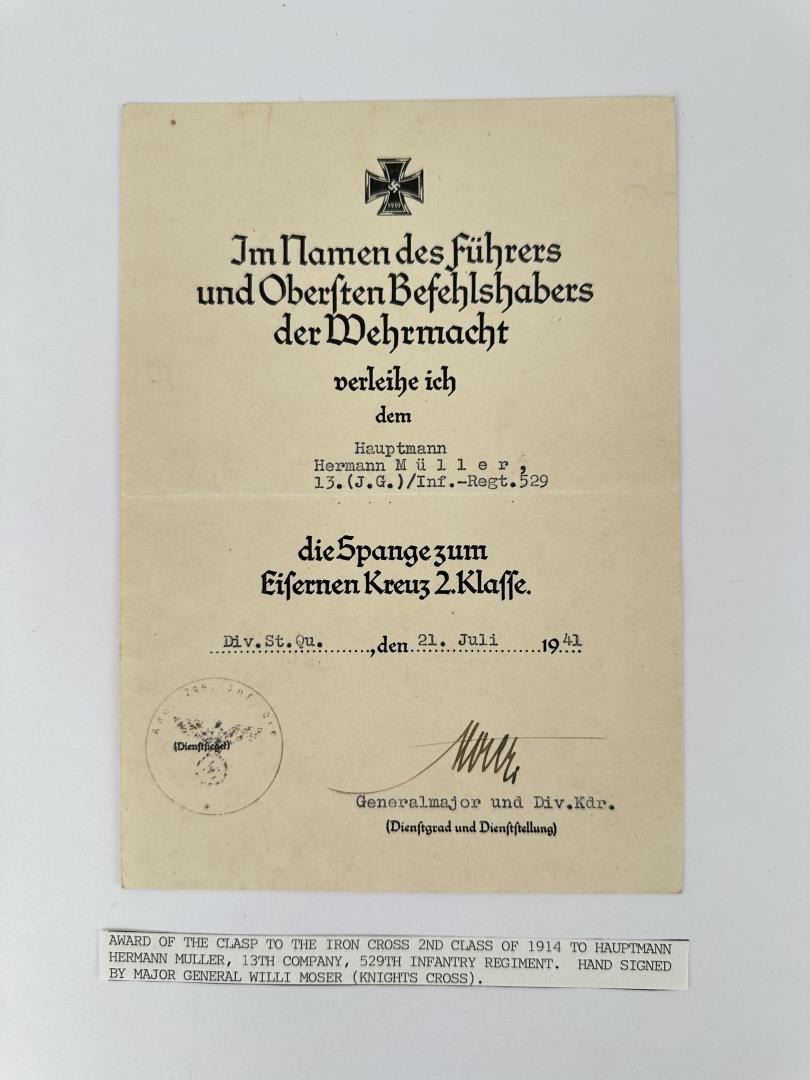 1939
Im Namen des Führers
und Oberſten Befehlshabers
der Wehrmacht
verleihe ich
dem
Hauptmann
Hermann M ü l l e r ,
13.(J.G.)/Inf.-Regt.529
die Spange zum
Eiſernen Kreuz 2.Klaſſe.
Div.St.Qu. , den 21. Juli 1941
(Dienſtſiegel)
Generalmajor und Div.Kdr.
(Dienſtgrad und Dienſtſtellung)
AWARD OF THE CLASP TO THE IRON CROSS 2ND CLASS OF 1914 TO HAUPTMANN
HERMANN MULLER, 13TH COMPANY, 529TH INFANTRY REGIMENT. HAND SIGNED
BY MAJOR GENERAL WILLI MOSER (KNIGHTS CROSS).